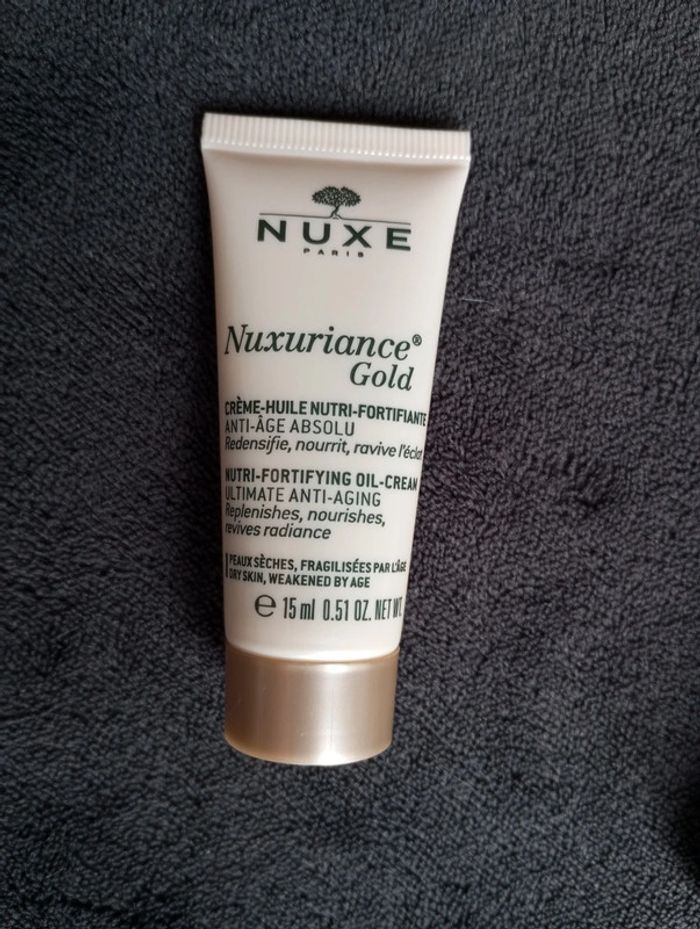 NUXE
PARIS
Nuxuriance®
Gold
CRÈME-HUILE NUTRI-FORTIFIANTE
ANTI-ÂGE ABSOLU
Redensifie, nourrit, ravive l'éclat
NUTRI-FORTIFYING OIL-CREAM
ULTIMATE ANTI-AGING
Replenishes, nourishes,
revives radiance
PEAUX SÈCHES, FRAGILISÉES PAR L'ÂGE
DRY SKIN, WEAKENED BY AGE
℮ 15 ml 0.51 OZ. NET WT.